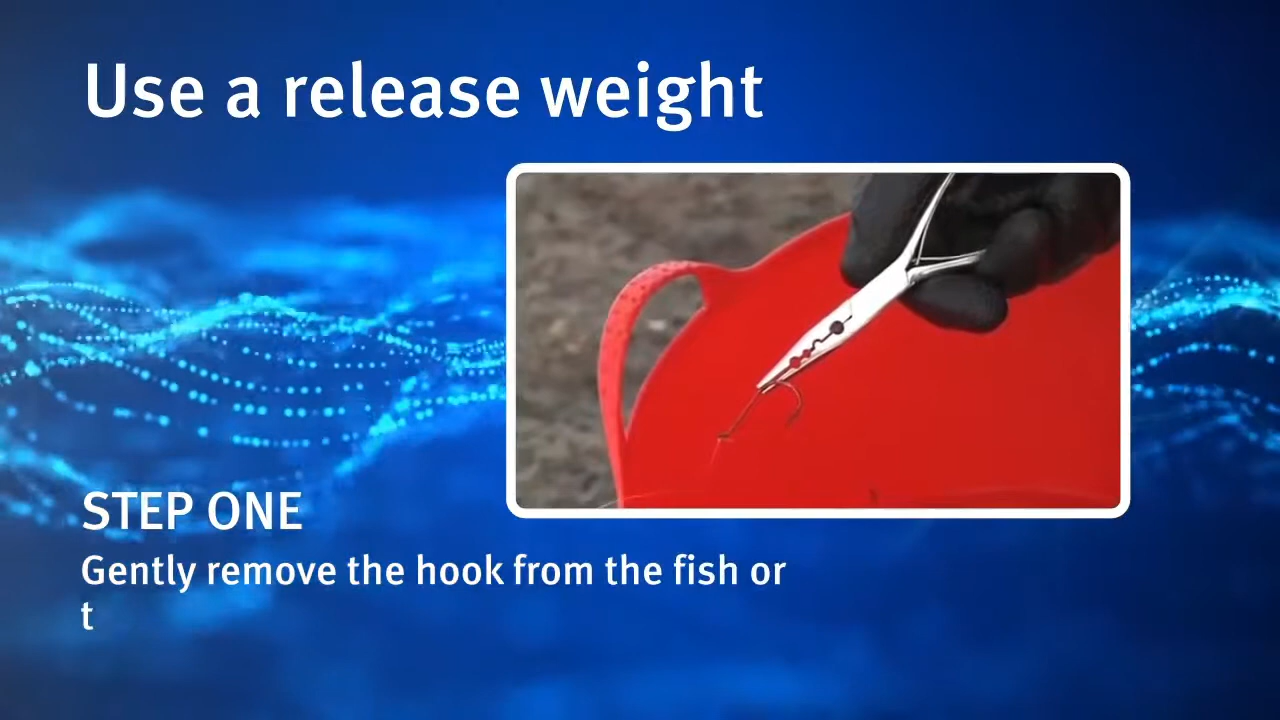 Use a release weight
STEP ONE
Gently remove the hook from the fish or
t